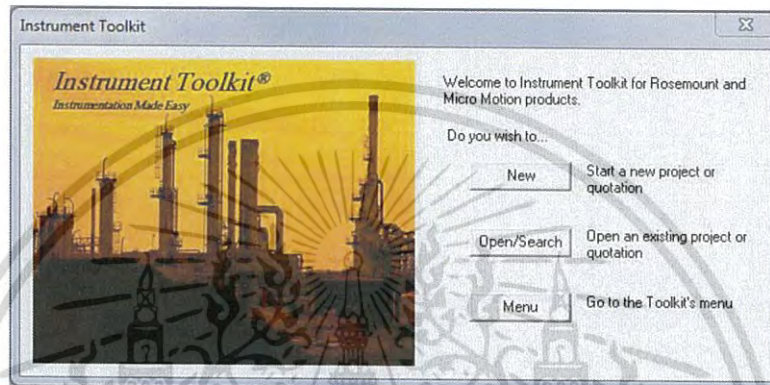 Instrument Toolkit
Instrument Toolkit®
Instrumentation Made Easy
Welcome to Instrument Toolkit for Rosemount and
Micro Motion products.
Do you wish to...
New
Start a new project or
quotation
Open/Search
Open an existing project or
quotation
Menu
Go to the Toolkit's menu